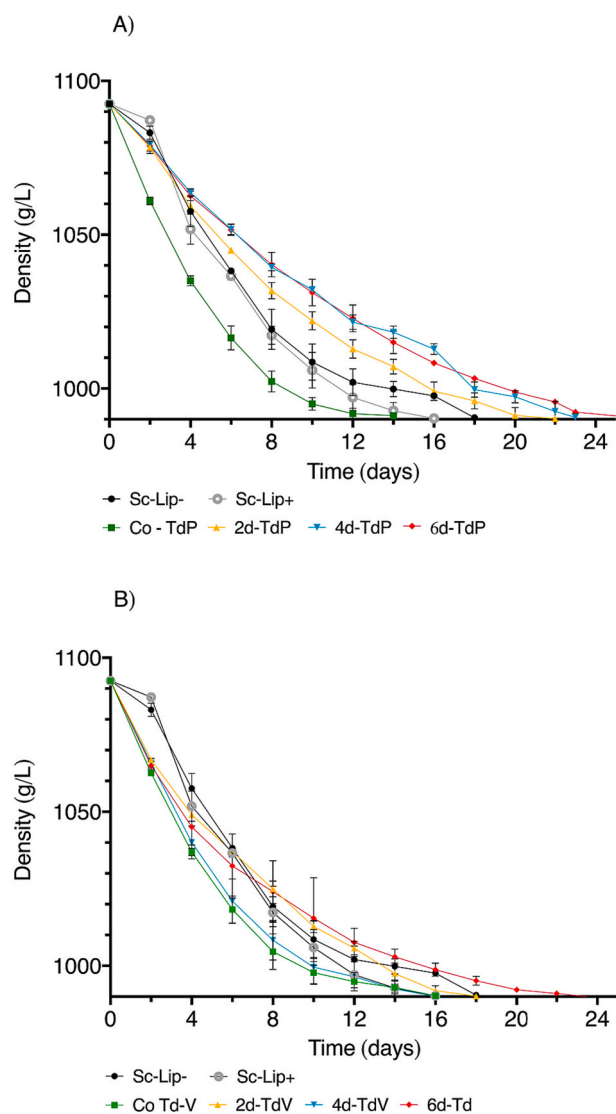 A)
1100
1050
1000
Density (g/L)
0 4 8 12 16 20 24
Time (days)
Sc-Lip- Sc-Lip+
Co - TdP 2d-TdP 4d-TdP 6d-TdP
B)
1100
1050
1000
Density (g/L)
0 4 8 12 16 20 24
Time (days)
Sc-Lip- Sc-Lip+
Co Td-V 2d-TdV 4d-TdV 6d-Td